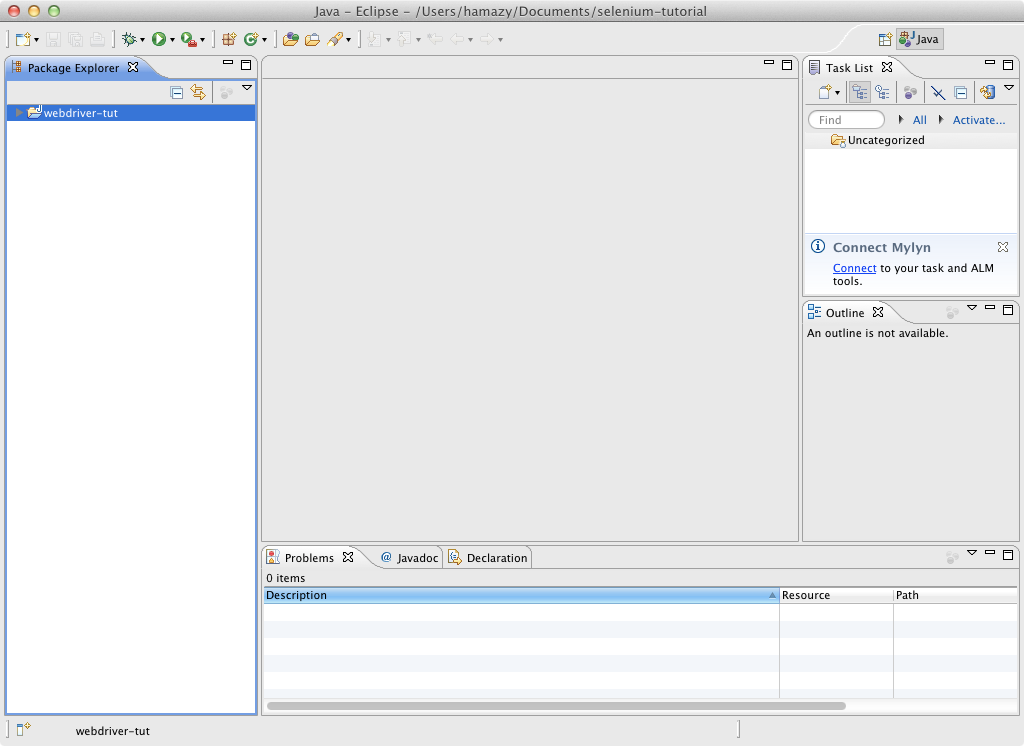 Java – Eclipse – /Users/hamazy/Documents/selenium-tutorial
Java
Package Explorer
webdriver-tut
Task List
Find
All
Activate...
Uncategorized
Connect Mylyn
Connect to your task and ALM
tools.
Outline
An outline is not available.
Problems
@ Javadoc
Declaration
0 items
Description
Resource
Path
webdriver-tut